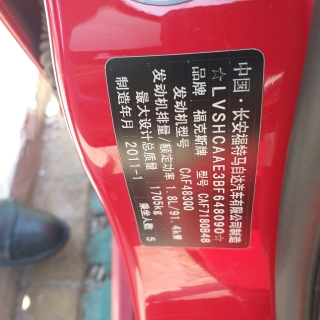 中国·长安福特马自达汽车有限公司制造
☆LVSHCAAE3BF648090☆
品牌 福克斯牌 型号 CAF7180B48
发动机型号 CAF483Q0
发动机排量/额定功率 1.8L/91.4kW
最大设计总质量 1705kg 乘坐人数 5
制造年月 2011-1